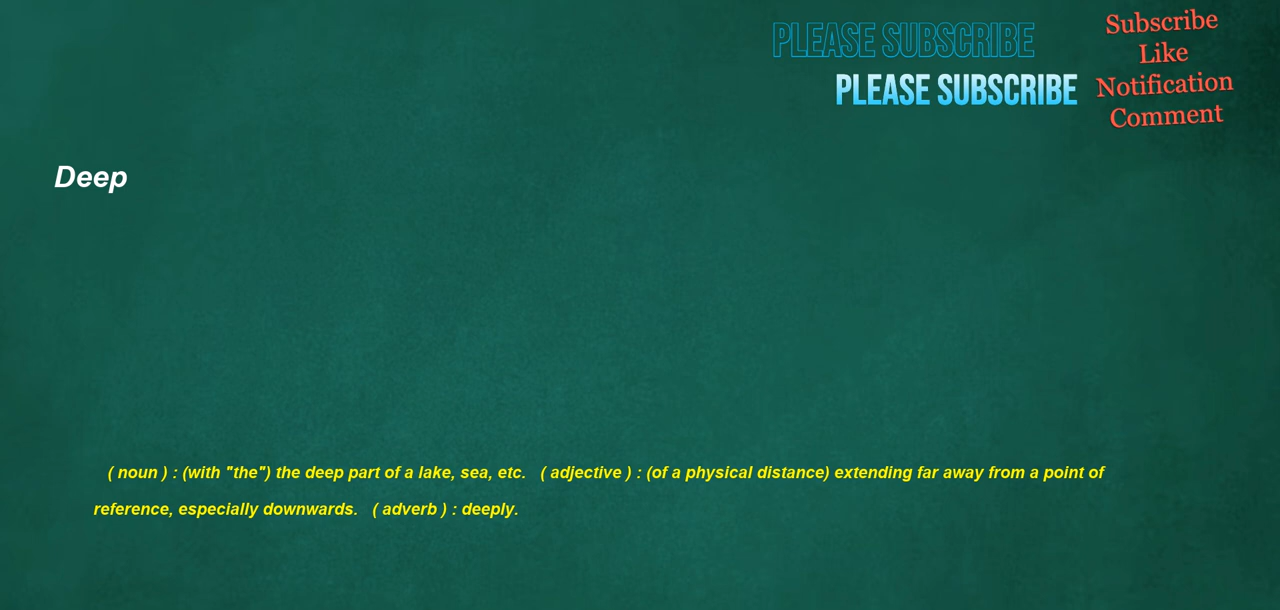 PLEASE SUBSCRIBE
PLEASE SUBSCRIBE
Subscribe
Like
Notification
Comment
Deep
( noun ) : (with "the") the deep part of a lake, sea, etc. ( adjective ) : (of a physical distance) extending far away from a point of
reference, especially downwards. ( adverb ) : deeply.